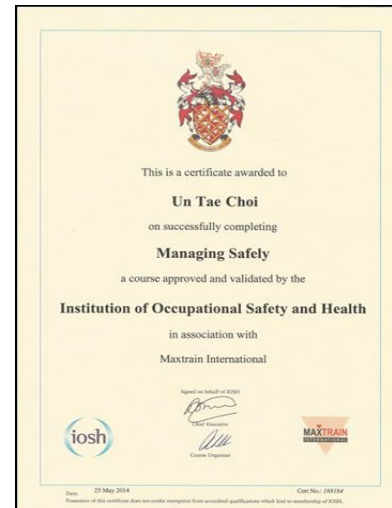 This is a certificate awarded to
Un Tae Choi
on successfully completing
Managing Safely
a course approved and validated by the
Institution of Occupational Safety and Health
in association with
Maxtrain International
Signed on behalf of IOSH
Chief Executive
Course Organiser
iosh
MAXTRAIN
INTERNATIONAL
Date: 25 May 2014 Cert No.: 188184
Possession of this certificate does not confer exemption from accredited qualifications which lead to membership of IOSH.